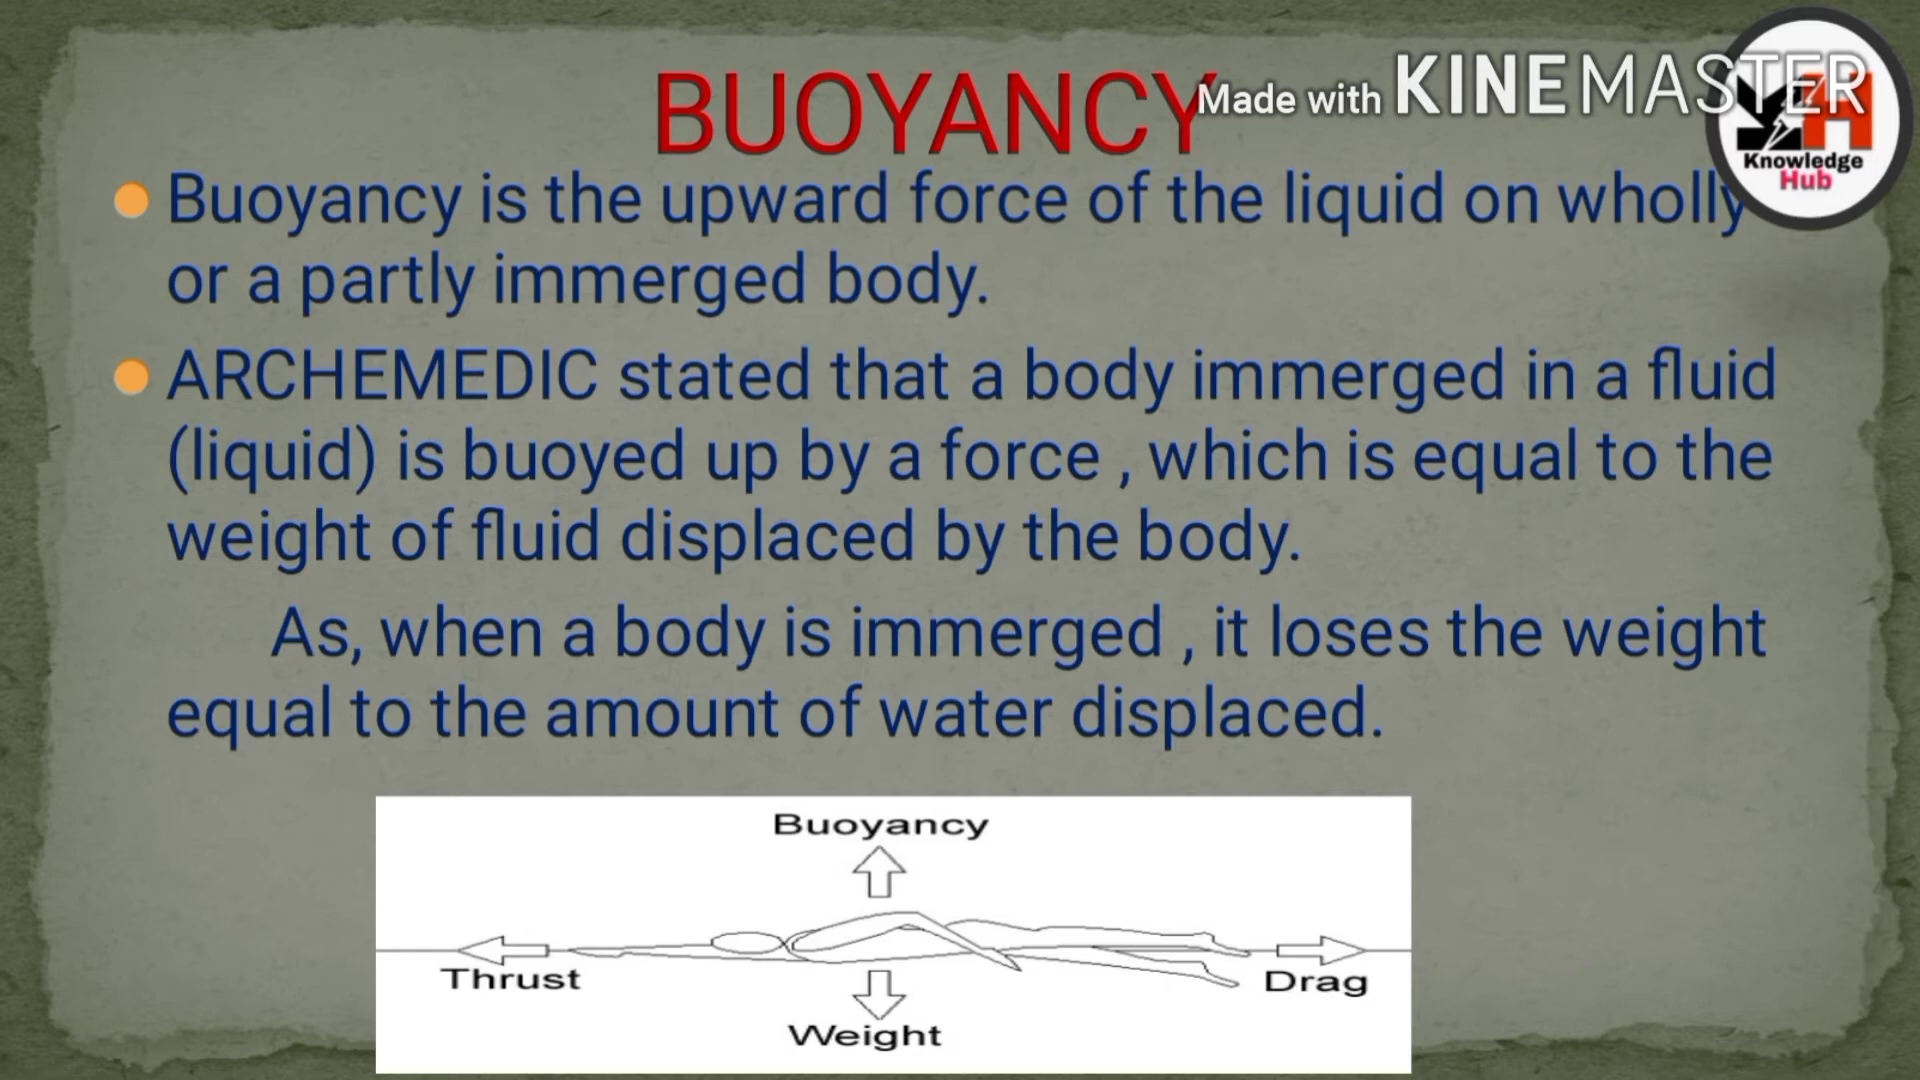 BUOYANCY
Made with KINEMASTER
Knowledge
Hub
Buoyancy is the upward force of the liquid on wholly
or a partly immerged body.
ARCHEMEDIC stated that a body immerged in a fluid
(liquid) is buoyed up by a force , which is equal to the
weight of fluid displaced by the body.
As, when a body is immerged , it loses the weight
equal to the amount of water displaced.
Buoyancy
Thrust
Drag
Weight